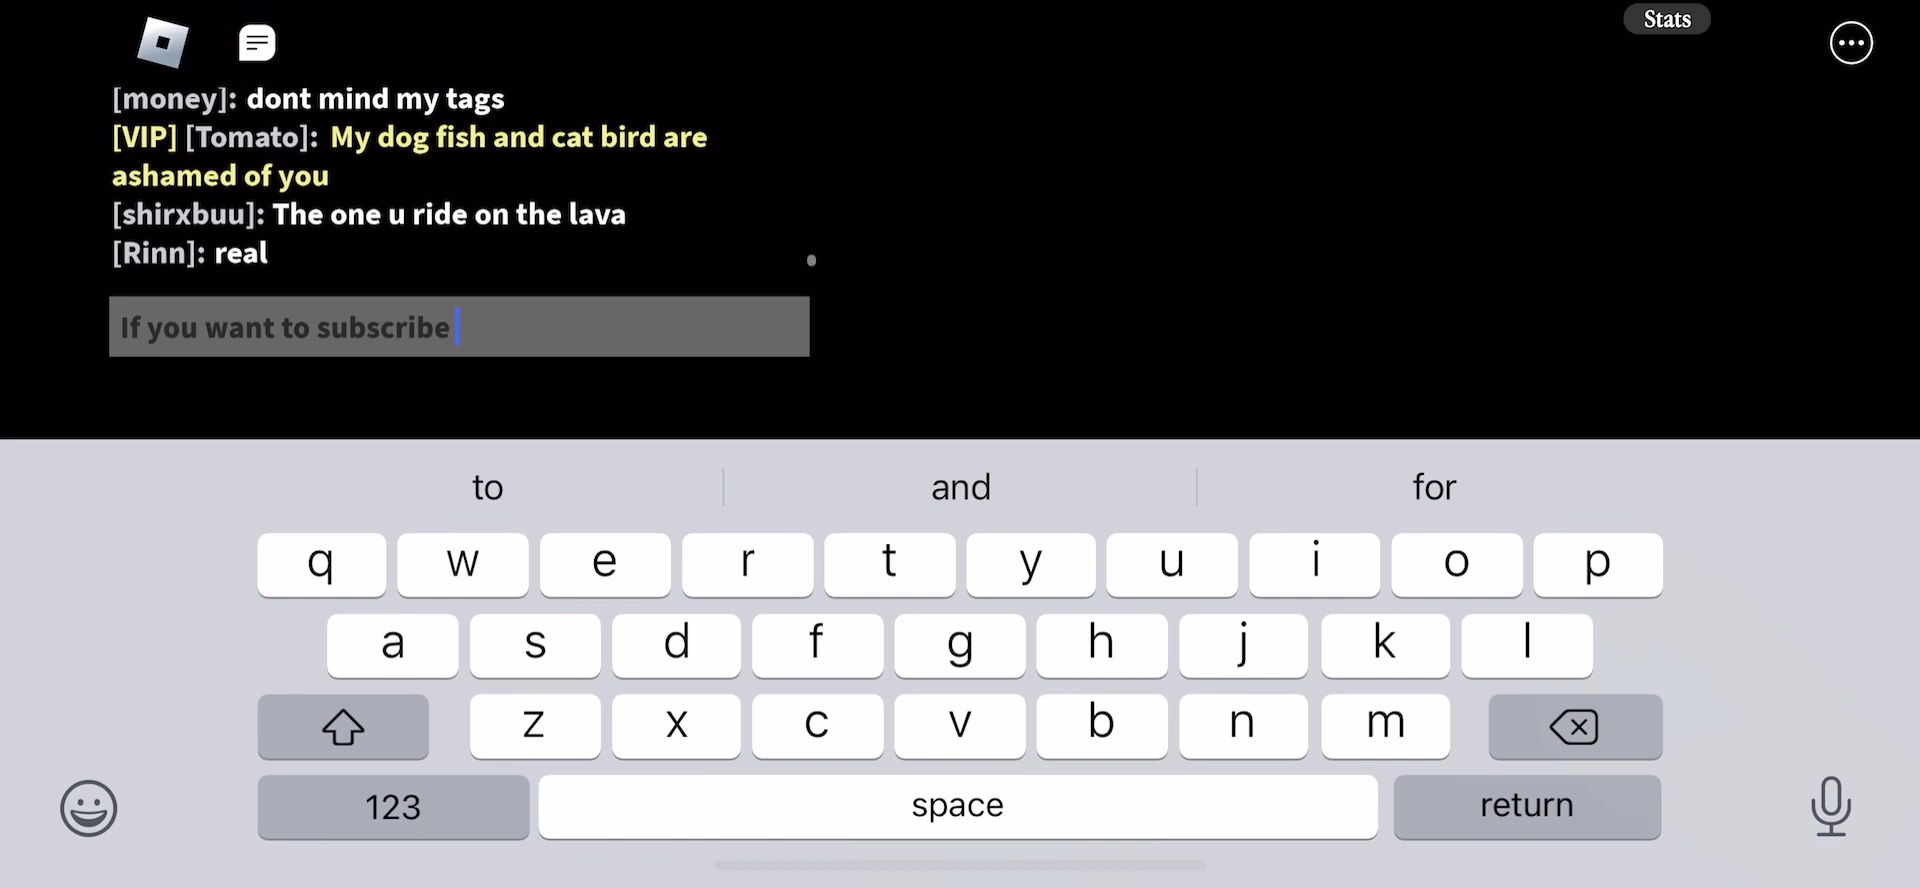 Stats
[money]: dont mind my tags
[VIP] [Tomato]: My dog fish and cat bird are
ashamed of you
[shirxbuu]: The one u ride on the lava
[Rinn]: real
If you want to subscribe
to and for
q w e r t y u i o p
a s d f g h j k l
z x c v b n m
123 space return